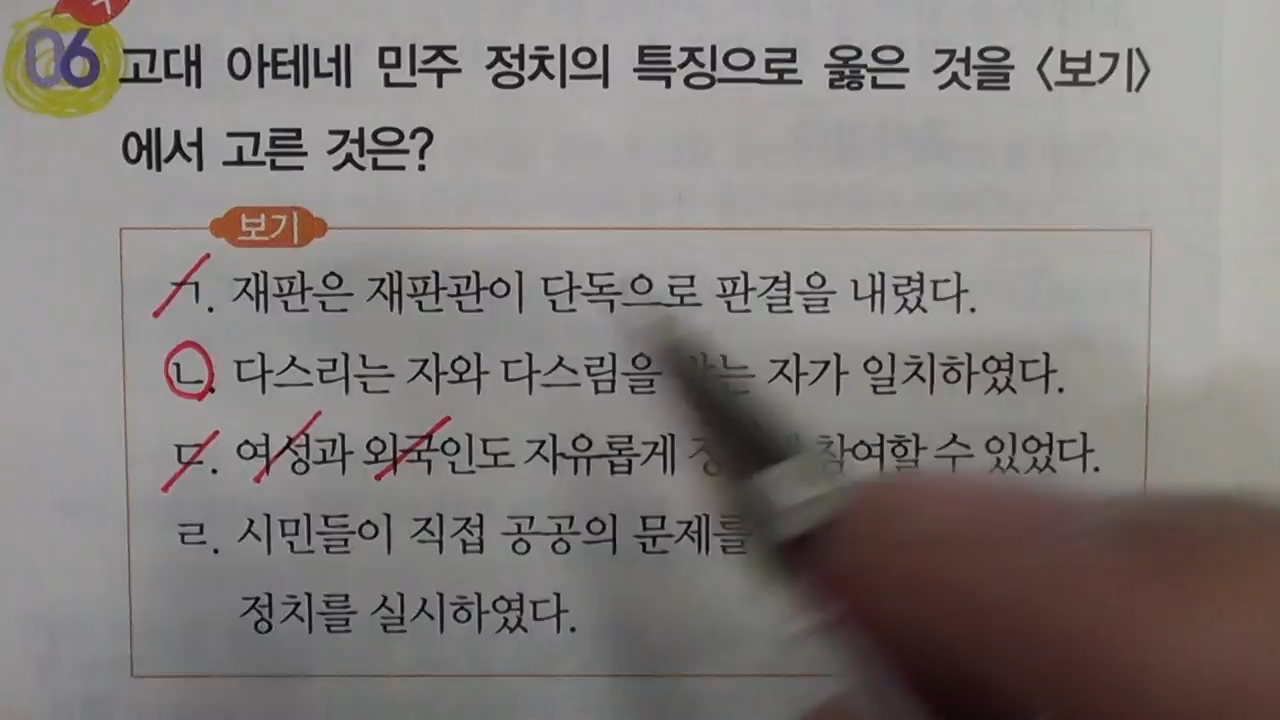 06 고대 아테네 민주 정치의 특징으로 옳은 것을 〈보기〉
에서 고른 것은?
보기
ㄱ. 재판은 재판관이 단독으로 판결을 내렸다.
ㄴ. 다스리는 자와 다스림을 자가 일치하였다.
ㄷ. 여성과 외국인도 자유롭게 참여할 수 있었다.
ㄹ. 시민들이 직접 공공의 문제를
정치를 실시하였다.